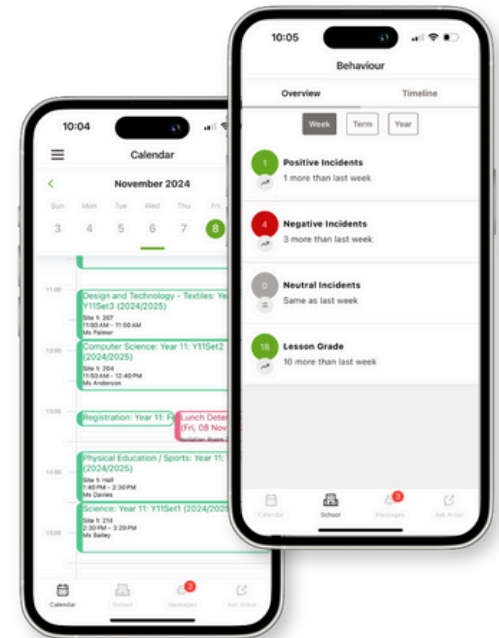 10:04
Calendar
November 2024
Sun Mon Tue Wed Thu Fri
3 4 5 6 7 8
11:00
Design and Technology - Textiles: Ye
Y11Set3 (2024/2025)
Site 1: 207
11:00 AM - 11:50 AM
Ms Palmer
12:00
Computer Science: Year 11: Y11Set2
(2024/2025)
Site 1: 204
11:50 AM - 12:40 PM
Ms Anderson
13:00
Registration: Year 11: F
Lunch Deten
(Fri, 08 Nov
Isolation Room
14:00
Physical Education / Sports: Year 11:
(2024/2025)
Site 1: Hall
1:40 PM - 2:30 PM
Ms Davies
Science: Year 11: Y11Set1 (2024/2025
Site 1: 214
2:30 PM - 3:20 PM
Ms Bailey
15:00
3
Calendar School Messages Ask Arbor
10:05
Behaviour
Overview Timeline
Week Term Year
1
Positive Incidents
1 more than last week
4
Negative Incidents
3 more than last week
0
Neutral Incidents
Same as last week
18
Lesson Grade
10 more than last week
3
Calendar School Messages Ask Arbor